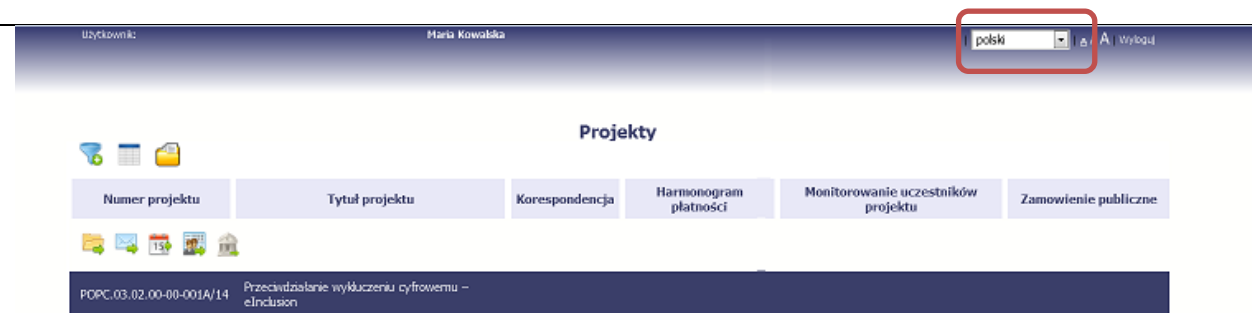 Użytkownik: Maria Kowalska | polski | A A | Wyloguj
Projekty
Numer projektu Tytuł projektu Korespondencja Harmonogram płatności Monitorowanie uczestników projektu Zamowienie publiczne
15
POPC.03.02.00-00-001A/14 Przeciwdziałanie wykluczeniu cyfrowemu –
eInclusion